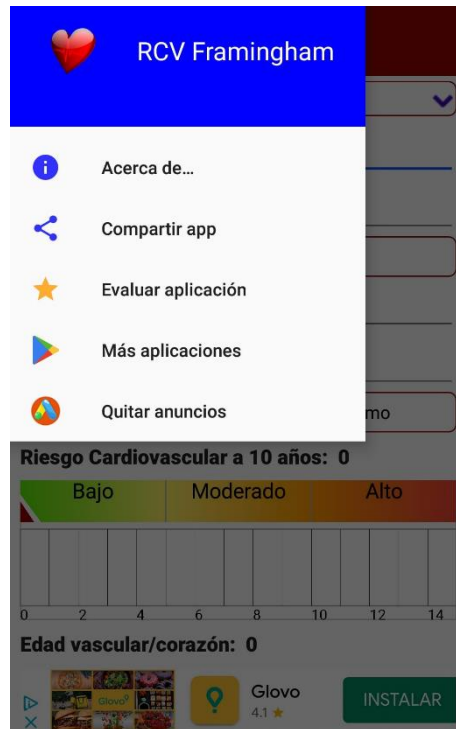 RCV Framingham
Acerca de...
Compartir app
Evaluar aplicación
Más aplicaciones
Quitar anuncios
mo
Riesgo Cardiovascular a 10 años: 0
Bajo Moderado Alto
0 2 4 6 8 10 12 14
Edad vascular/corazón: 0
Glovo
Glovo
4.1 ★
INSTALAR